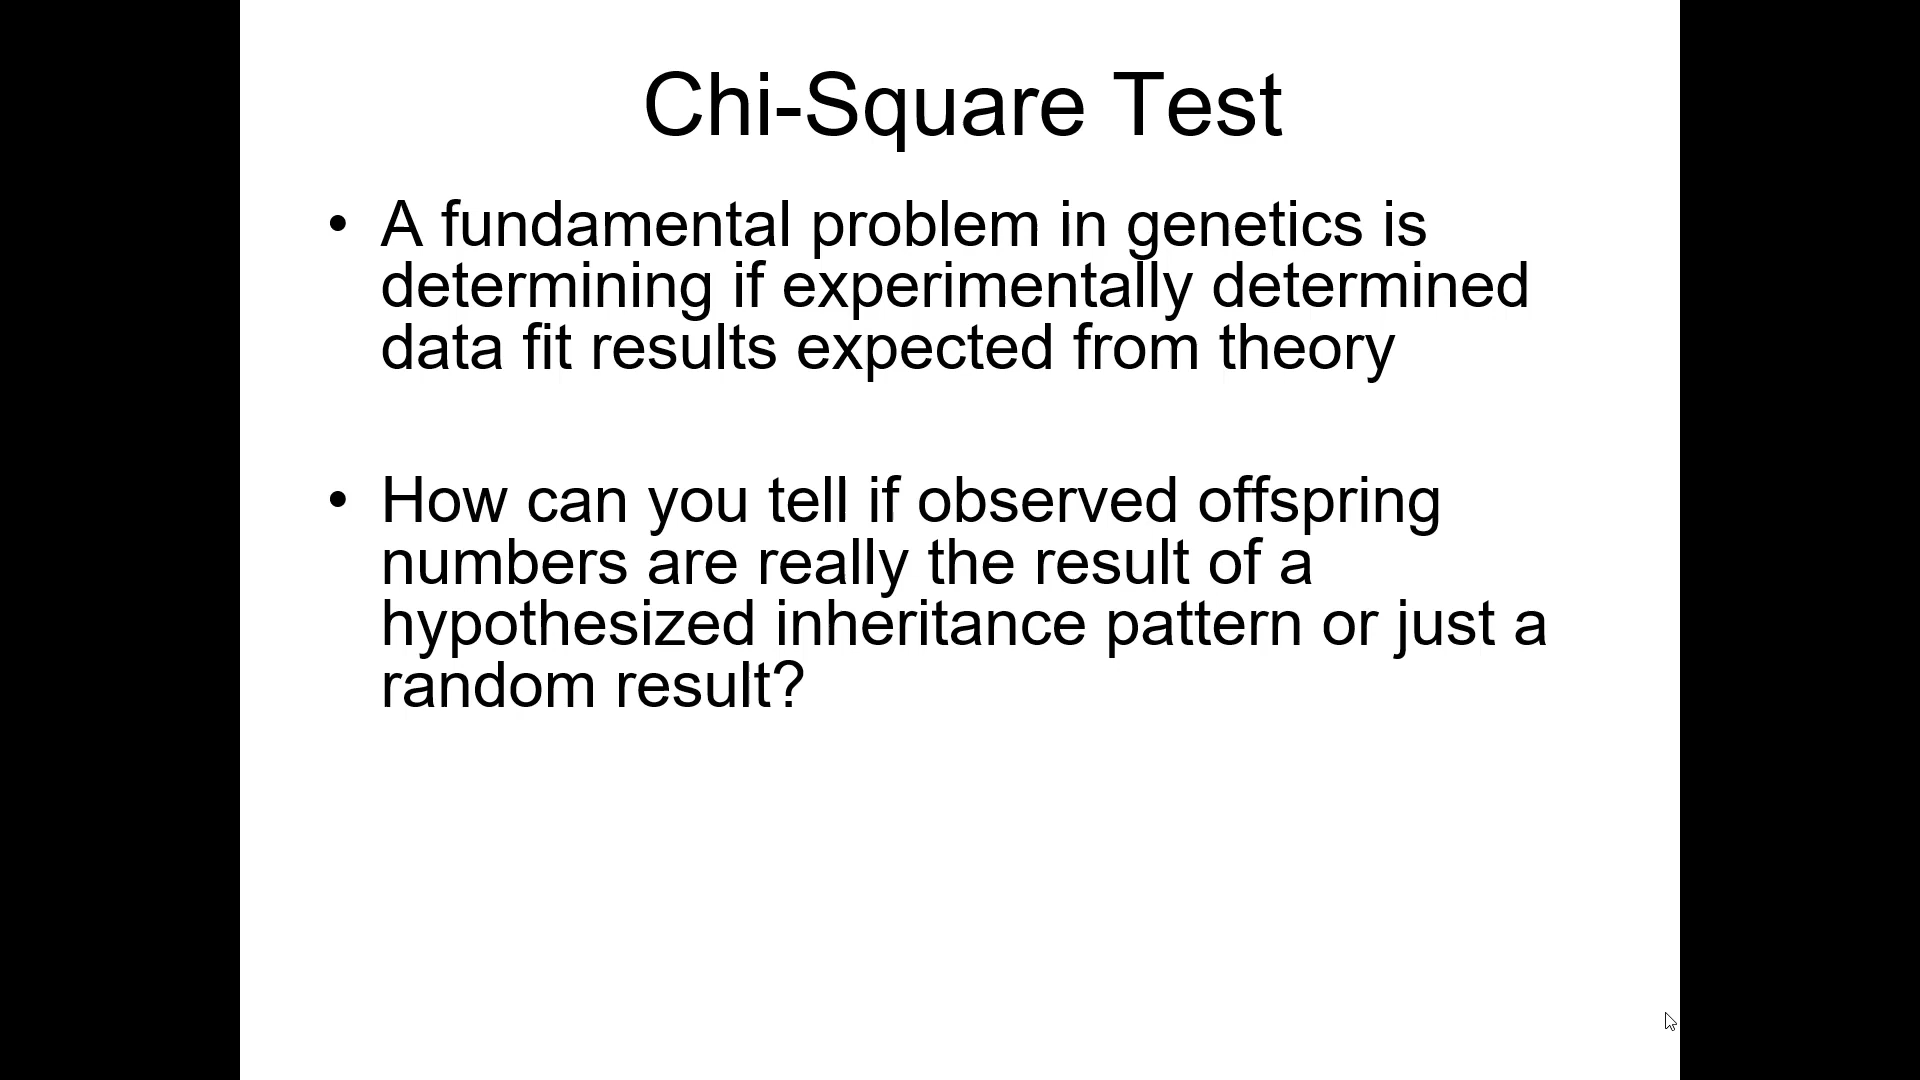 Chi-Square Test
• A fundamental problem in genetics is
determining if experimentally determined
data fit results expected from theory
• How can you tell if observed offspring
numbers are really the result of a
hypothesized inheritance pattern or just a
random result?